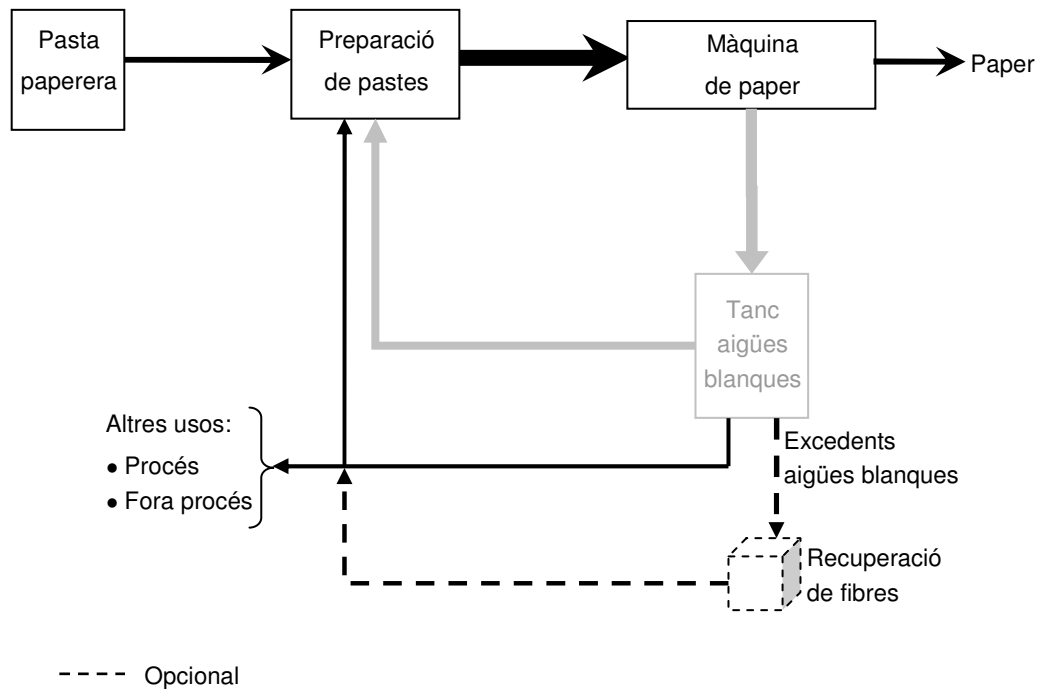 Pasta
paperera
Preparació
de pastes
Màquina
de paper
Paper
Tanc
aigües
blanques
Altres usos:
● Procés
● Fora procés
Excedents
aigües blanques
Recuperació
de fibres
Opcional